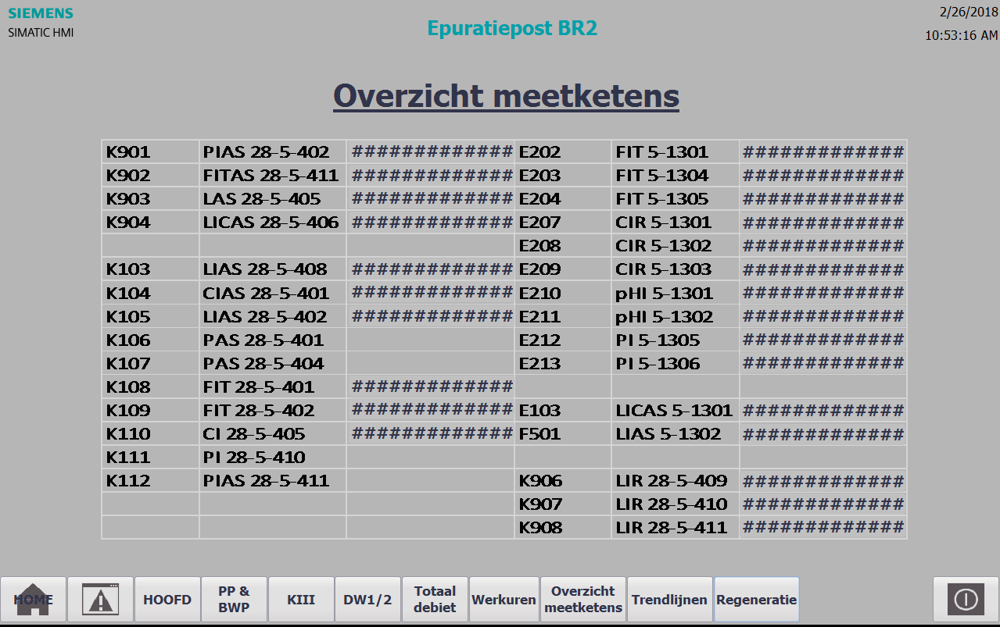 SIEMENS
SIMATIC HMI
Epuratiepost BR2
2/26/2018
10:53:16 AM
Overzicht meetketens
K901 PIAS 28-5-402 ############# E202 FIT 5-1301 #############
K902 FITAS 28-5-411 ############# E203 FIT 5-1304 #############
K903 LAS 28-5-405 ############# E204 FIT 5-1305 #############
K904 LICAS 28-5-406 ############# E207 CIR 5-1301 #############
E208 CIR 5-1302 #############
K103 LIAS 28-5-408 ############# E209 CIR 5-1303 #############
K104 CIAS 28-5-401 ############# E210 pHI 5-1301 #############
K105 LIAS 28-5-402 ############# E211 pHI 5-1302 #############
K106 PAS 28-5-401 E212 PI 5-1305 #############
K107 PAS 28-5-404 E213 PI 5-1306 #############
K108 FIT 28-5-401 #############
K109 FIT 28-5-402 ############# E103 LICAS 5-1301 #############
K110 CI 28-5-405 ############# F501 LIAS 5-1302 #############
K111 PI 28-5-410
K112 PIAS 28-5-411 K906 LIR 28-5-409 #############
K907 LIR 28-5-410 #############
K908 LIR 28-5-411 #############
HOME
HOOFD
PP &
BWP
KIII
DW1/2
Totaal
debiet
Werkuren
Overzicht
meetketens
Trendlijnen
Regeneratie